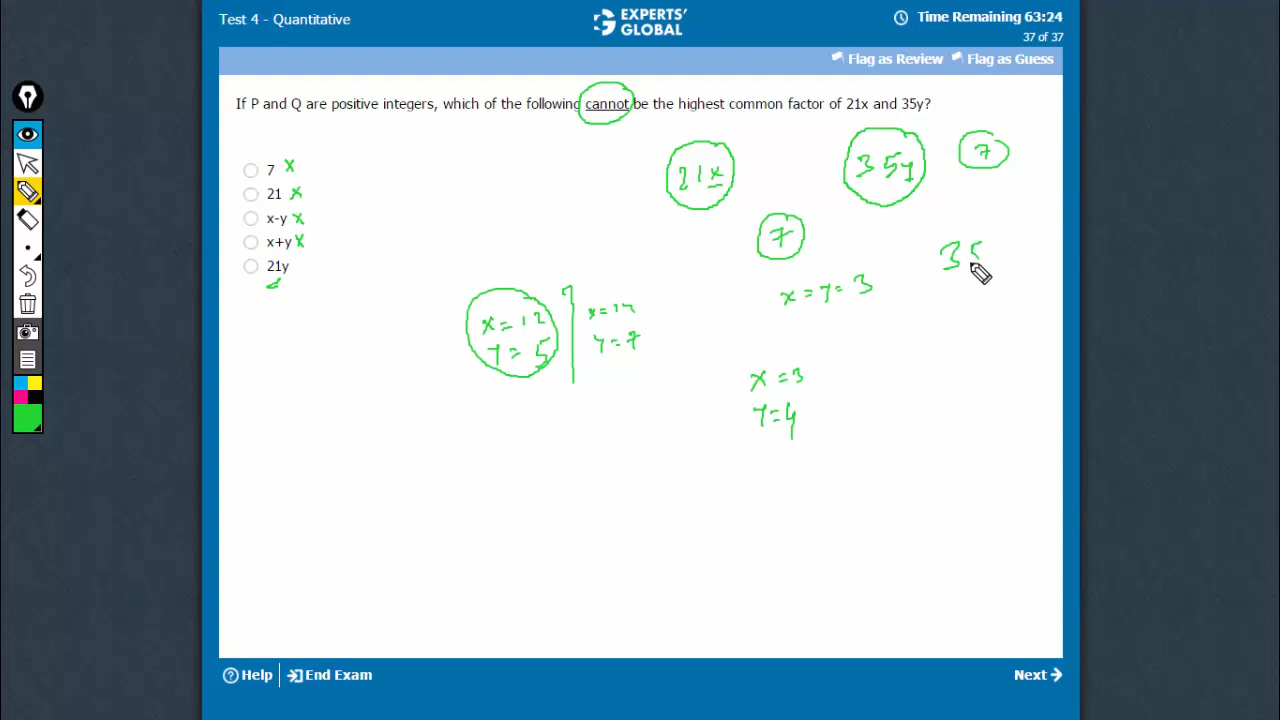 Test 4 - Quantitative
EXPERTS'
GLOBAL
Time Remaining 63:24
37 of 37
Flag as Review
Flag as Guess
If P and Q are positive integers, which of the following cannot be the highest common factor of 21x and 35y?
7 x
21 x
x-y x
x+y x
21y
21x
35y
7
7
35
x = y = 3
x = 12
y = 5
y = 7
x = 3
y = 4
Help
End Exam
Next